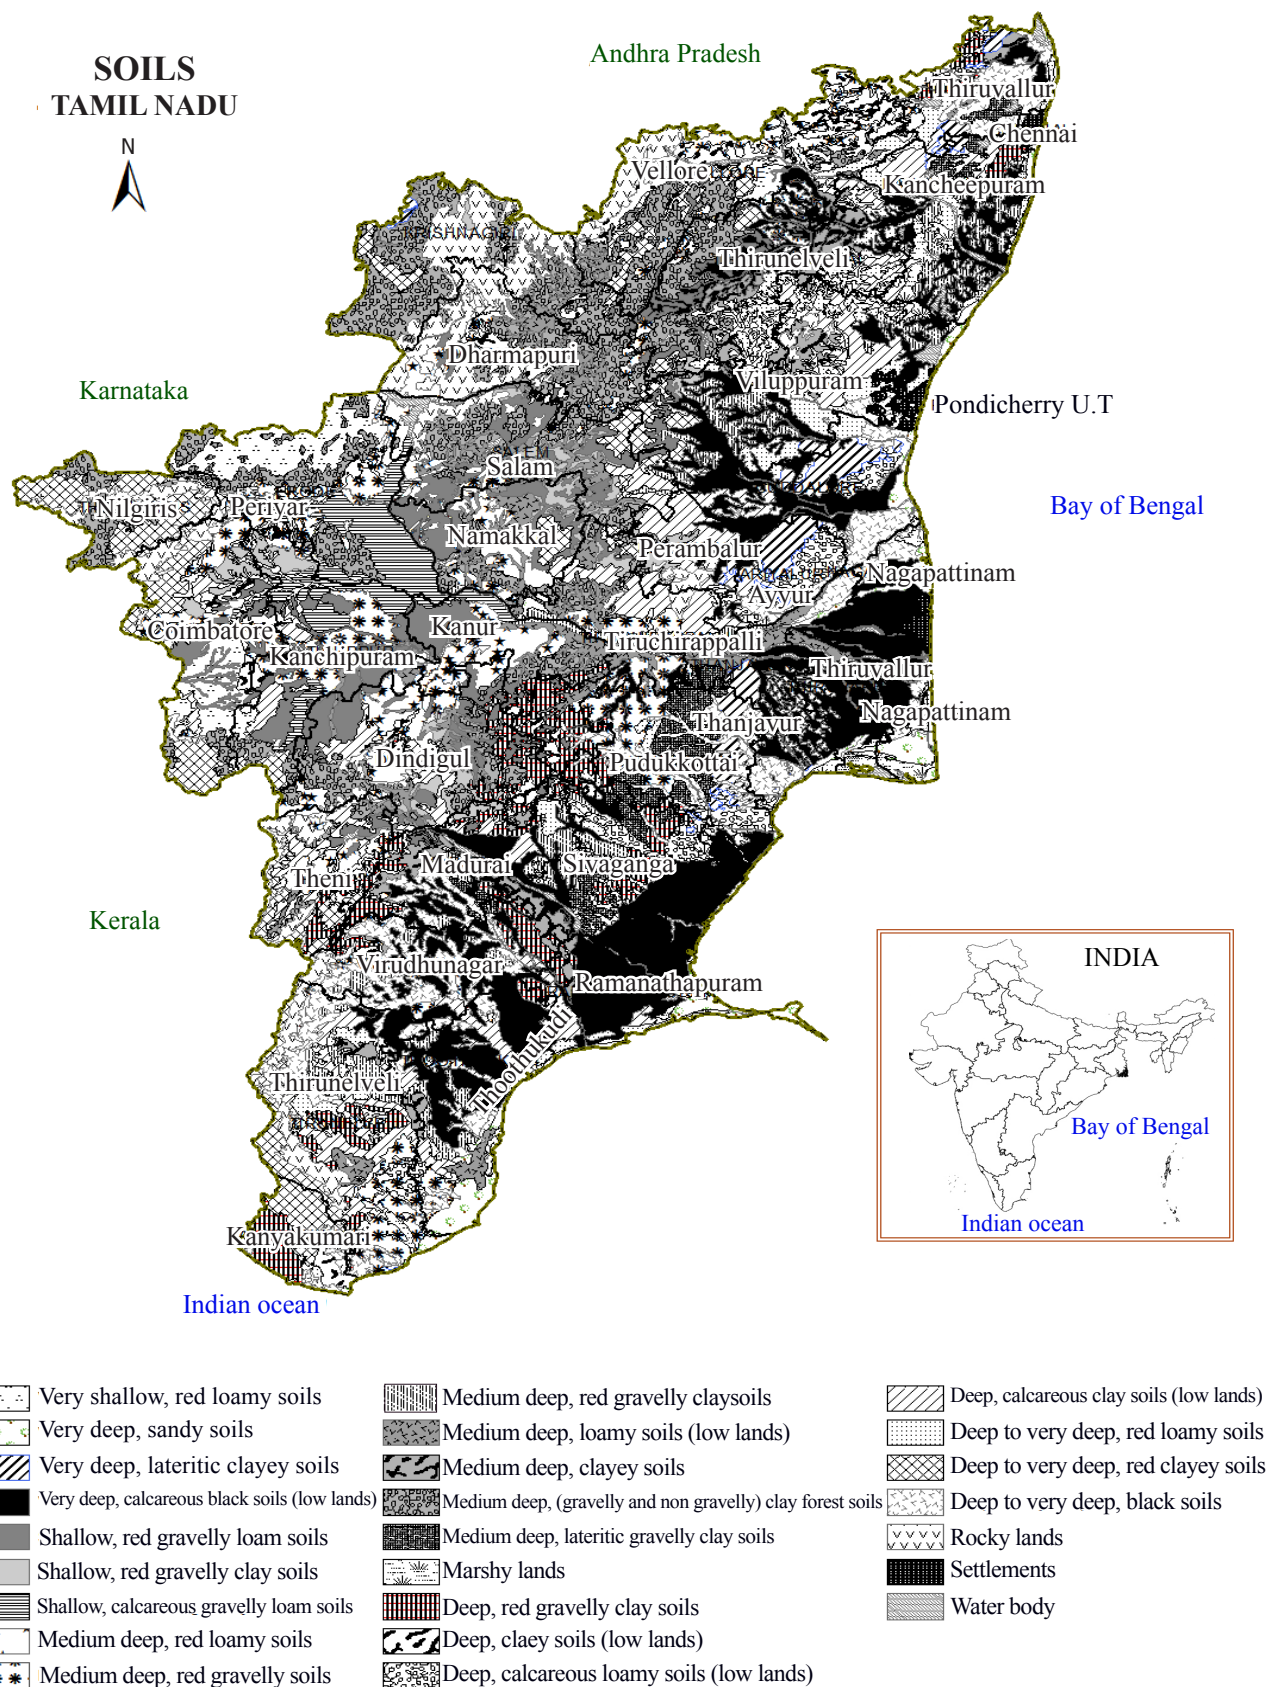 SOILS
TAMIL NADU
N
Andhra Pradesh
Thiruvallur
Chennai
Kancheepuram
Vellore
KRISHNAGIRI
Thirunelveli
Dharmapuri
Karnataka
Viluppuram
Pondicherry U.T
Salam
Nilgiris
Periyar
Bay of Bengal
Namakkal
Perambalur
Nagapattinam
Ayyur
Coimbatore
Kanur
Tiruchirappalli
Kanchipuram
Thiruvallur
Nagapattinam
Thanjavur
Dindigul
Pudukkottai
Madurai
Sivaganga
Theni
Kerala
Virudhunagar
Ramanathapuram
Thoothukudi
Thirunelveli
Kanyakumari
Indian ocean
INDIA
Bay of Bengal
Indian ocean
Very shallow, red loamy soils
Very deep, sandy soils
Very deep, lateritic clayey soils
Very deep, calcareous black soils (low lands)
Shallow, red gravelly loam soils
Shallow, red gravelly clay soils
Shallow, calcareous gravelly loam soils
Medium deep, red loamy soils
Medium deep, red gravelly soils
Medium deep, red gravelly claysoils
Medium deep, loamy soils (low lands)
Medium deep, clayey soils
Medium deep, (gravelly and non gravelly) clay forest soils
Medium deep, lateritic gravelly clay soils
Marshy lands
Deep, red gravelly clay soils
Deep, claey soils (low lands)
Deep, calcareous loamy soils (low lands)
Deep, calcareous clay soils (low lands)
Deep to very deep, red loamy soils
Deep to very deep, red clayey soils
Deep to very deep, black soils
Rocky lands
Settlements
Water body